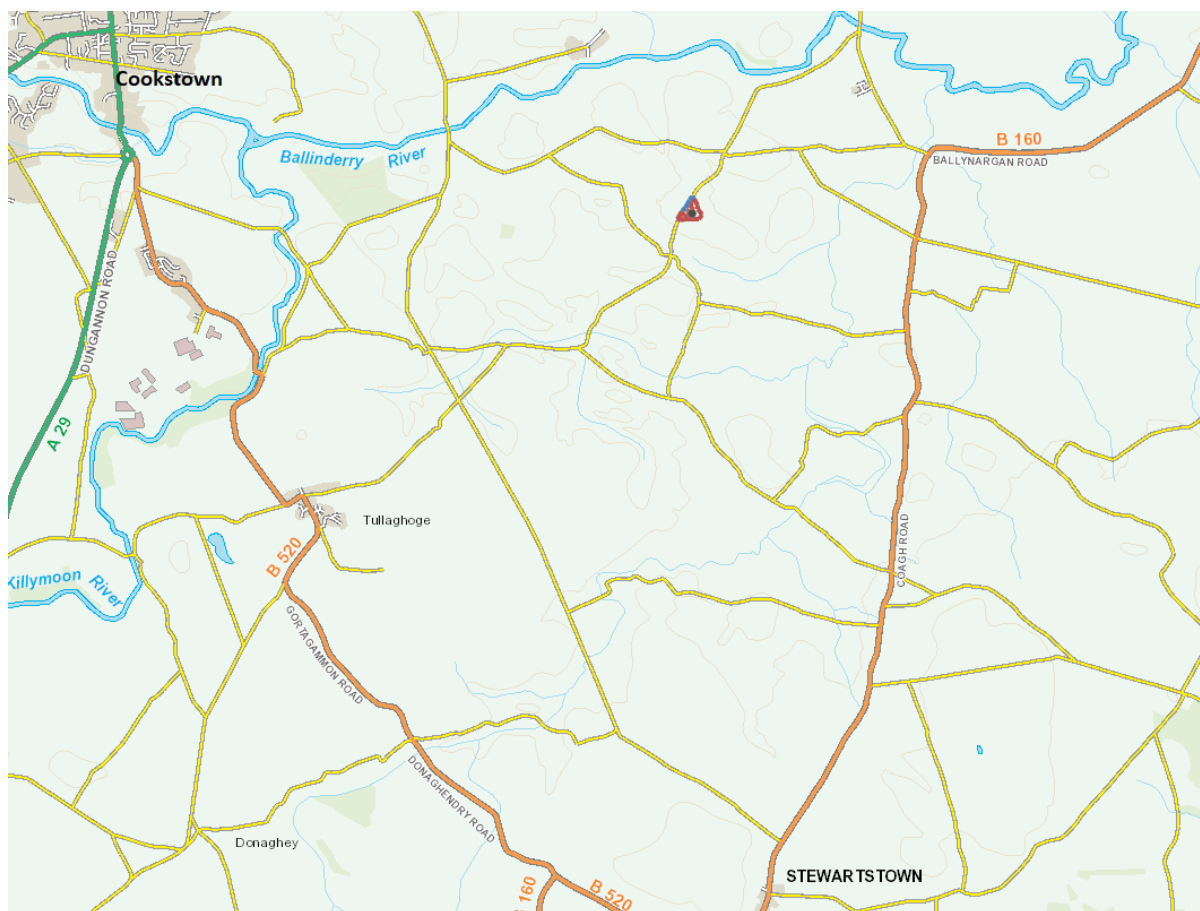 Cookstown
B 160
Ballinderry River
BALLYNARGAN ROAD
DUNGANNON ROAD
A 29
Tullaghoge
COAGH ROAD
B 520
Killymoon River
GORTAGAMMON ROAD
DONAGHENDRY ROAD
Donaghey
STEWARTSTOWN
B 160
B 520